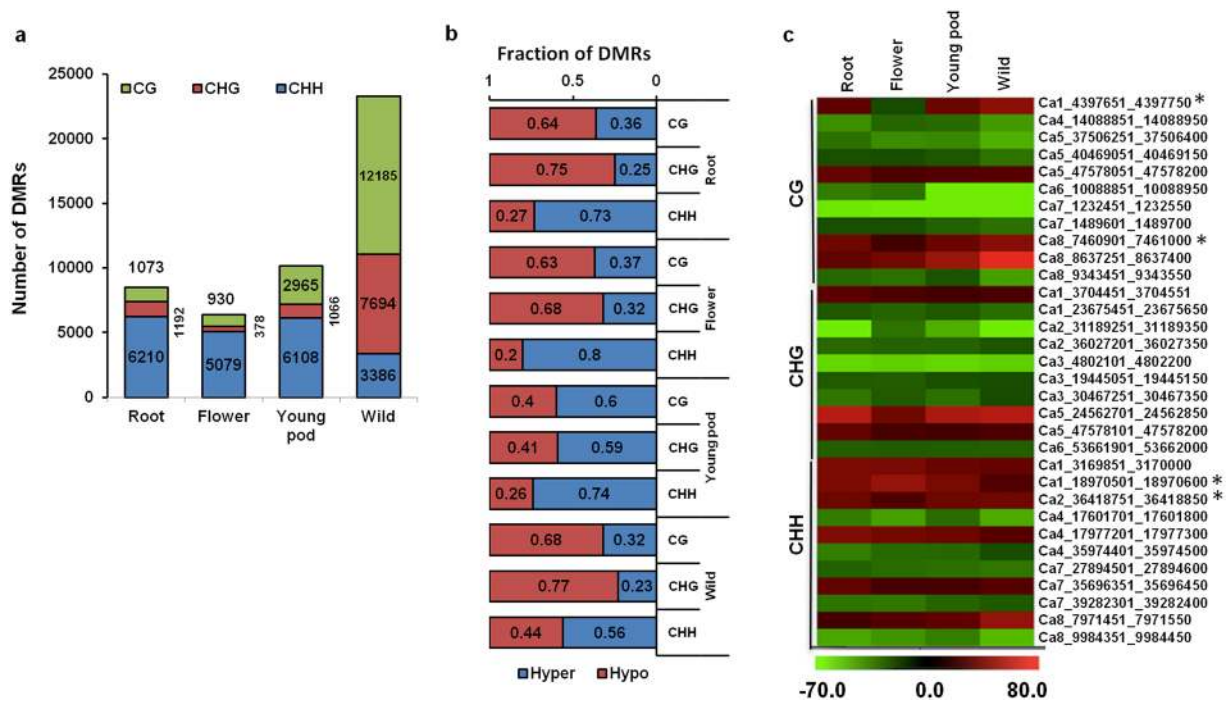 a
Number of DMRs
25000
20000
15000
10000
5000
0
CG
CHG
CHH
1073
1192
6210
930
378
5079
2965
1066
6108
12185
7694
3386
Root
Flower
Young
pod
Wild
b
Fraction of DMRs
1 0.5 0
0.64 0.36 CG
0.75 0.25 CHG
0.27 0.73 CHH
Root
0.63 0.37 CG
0.68 0.32 CHG
0.2 0.8 CHH
Flower
0.4 0.6 CG
0.41 0.59 CHG
0.26 0.74 CHH
Young pod
0.68 0.32 CG
0.77 0.23 CHG
0.44 0.56 CHH
Wild
Hyper Hypo
c
Root
Flower
Young pod
Wild
CG
Ca1_4397651_4397750 *
Ca4_14088851_14088950
Ca5_37506251_37506400
Ca5_40469051_40469150
Ca5_47578051_47578200
Ca6_10088851_10088950
Ca7_1232451_1232550
Ca7_1489601_1489700
Ca8_7460901_7461000 *
Ca8_8637251_8637400
Ca8_9343451_9343550
CHG
Ca1_3704451_3704551
Ca1_23675451_23675650
Ca2_31189251_31189350
Ca2_36027201_36027350
Ca3_4802101_4802200
Ca3_19445051_19445150
Ca3_30467251_30467350
Ca5_24562701_24562850
Ca5_47578101_47578200
Ca6_53661901_53662000
CHH
Ca1_3169851_3170000
Ca1_18970501_18970600 *
Ca2_36418751_36418850 *
Ca4_17601701_17601800
Ca4_17977201_17977300
Ca4_35974401_35974500
Ca7_27894501_27894600
Ca7_35696351_35696450
Ca7_39282301_39282400
Ca8_7971451_7971550
Ca8_9984351_9984450
-70.0 0.0 80.0